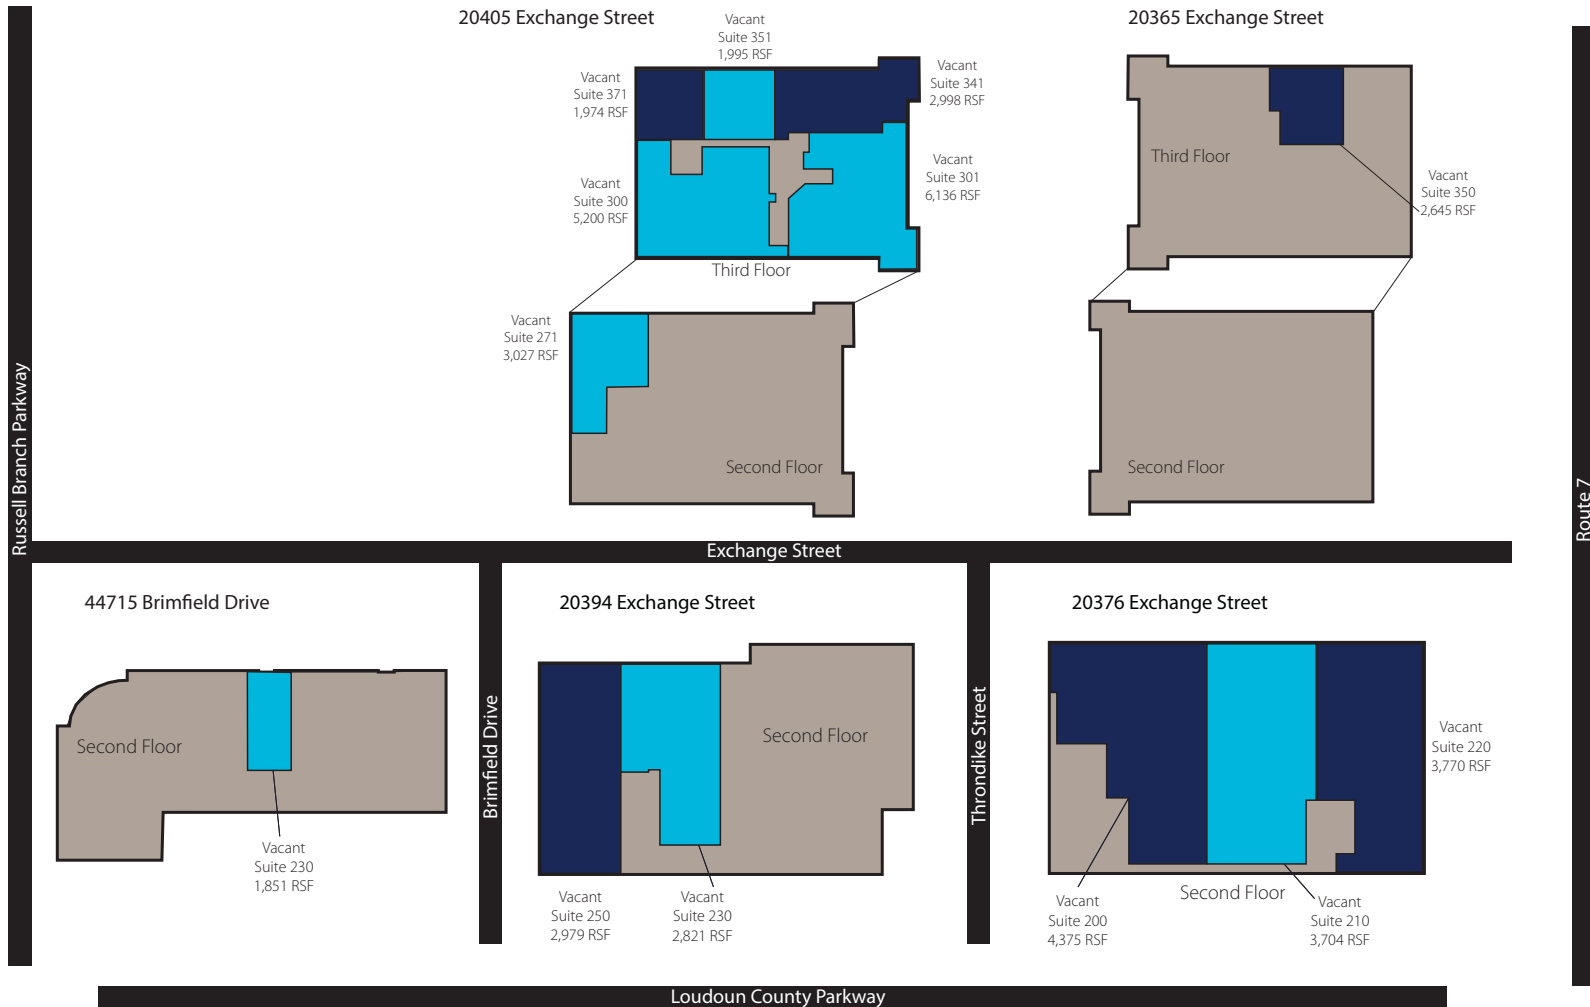 20405 Exchange Street
20365 Exchange Street
Vacant
Suite 351
1,995 RSF
Vacant
Suite 371
1,974 RSF
Vacant
Suite 341
2,998 RSF
Vacant
Suite 300
5,200 RSF
Vacant
Suite 301
6,136 RSF
Third Floor
Third Floor
Vacant
Suite 350
2,645 RSF
Vacant
Suite 271
3,027 RSF
Second Floor
Second Floor
Russell Branch Parkway
Route 7
Exchange Street
44715 Brimfield Drive
20394 Exchange Street
20376 Exchange Street
Second Floor
Vacant
Suite 230
1,851 RSF
Brimfield Drive
Second Floor
Vacant
Suite 250
2,979 RSF
Vacant
Suite 230
2,821 RSF
Throndike Street
Vacant
Suite 220
3,770 RSF
Second Floor
Vacant
Suite 200
4,375 RSF
Vacant
Suite 210
3,704 RSF
Loudoun County Parkway